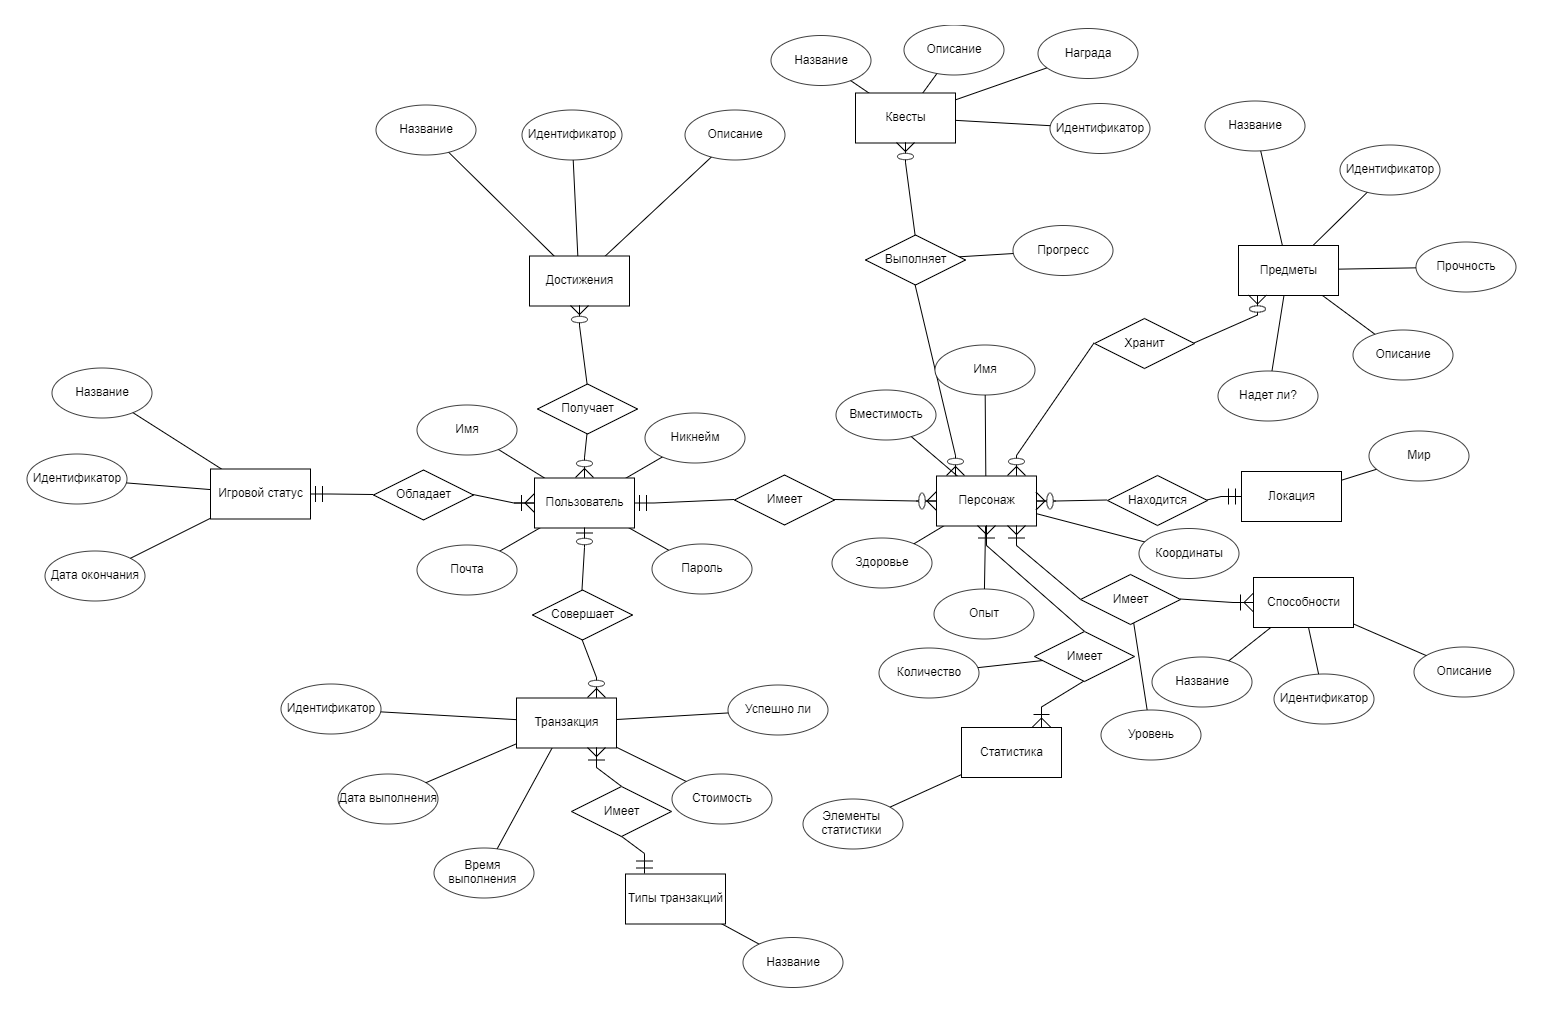 Название
Описание
Награда
Квесты
Идентификатор
Название
Идентификатор
Описание
Название
Идентификатор
Выполняет
Прогресс
Предметы
Прочность
Достижения
Хранит
Описание
Надет ли?
Название
Получает
Имя
Вместимость
Имя
Никнейм
Мир
Идентификатор
Игровой статус
Обладает
Пользователь
Имеет
Персонаж
Находится
Локация
Дата окончания
Почта
Пароль
Здоровье
Координаты
Совершает
Опыт
Имеет
Способности
Количество
Имеет
Название
Идентификатор
Описание
Идентификатор
Транзакция
Успешно ли
Уровень
Статистика
Дата выполнения
Имеет
Стоимость
Элементы
статистики
Время
выполнения
Типы транзакций
Название